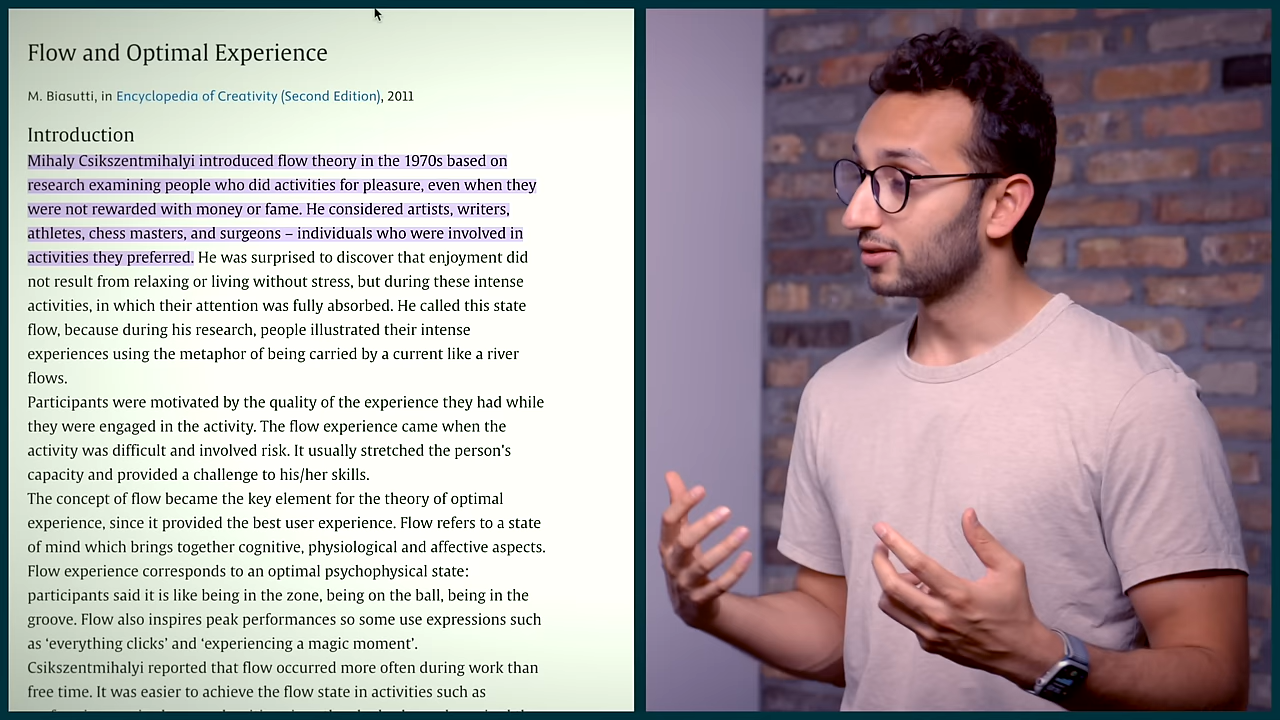 Flow and Optimal Experience
M. Biasutti, in Encyclopedia of Creativity (Second Edition), 2011
Introduction
Mihaly Csikszentmihalyi introduced flow theory in the 1970s based on
research examining people who did activities for pleasure, even when they
were not rewarded with money or fame. He considered artists, writers,
athletes, chess masters, and surgeons – individuals who were involved in
activities they preferred. He was surprised to discover that enjoyment did
not result from relaxing or living without stress, but during these intense
activities, in which their attention was fully absorbed. He called this state
flow, because during his research, people illustrated their intense
experiences using the metaphor of being carried by a current like a river
flows.
Participants were motivated by the quality of the experience they had while
they were engaged in the activity. The flow experience came when the
activity was difficult and involved risk. It usually stretched the person's
capacity and provided a challenge to his/her skills.
The concept of flow became the key element for the theory of optimal
experience, since it provided the best user experience. Flow refers to a state
of mind which brings together cognitive, physiological and affective aspects.
Flow experience corresponds to an optimal psychophysical state:
participants said it is like being in the zone, being on the ball, being in the
groove. Flow also inspires peak performances so some use expressions such
as ‘everything clicks’ and ‘experiencing a magic moment’.
Csikszentmihalyi reported that flow occurred more often during work than
free time. It was easier to achieve the flow state in activities such as